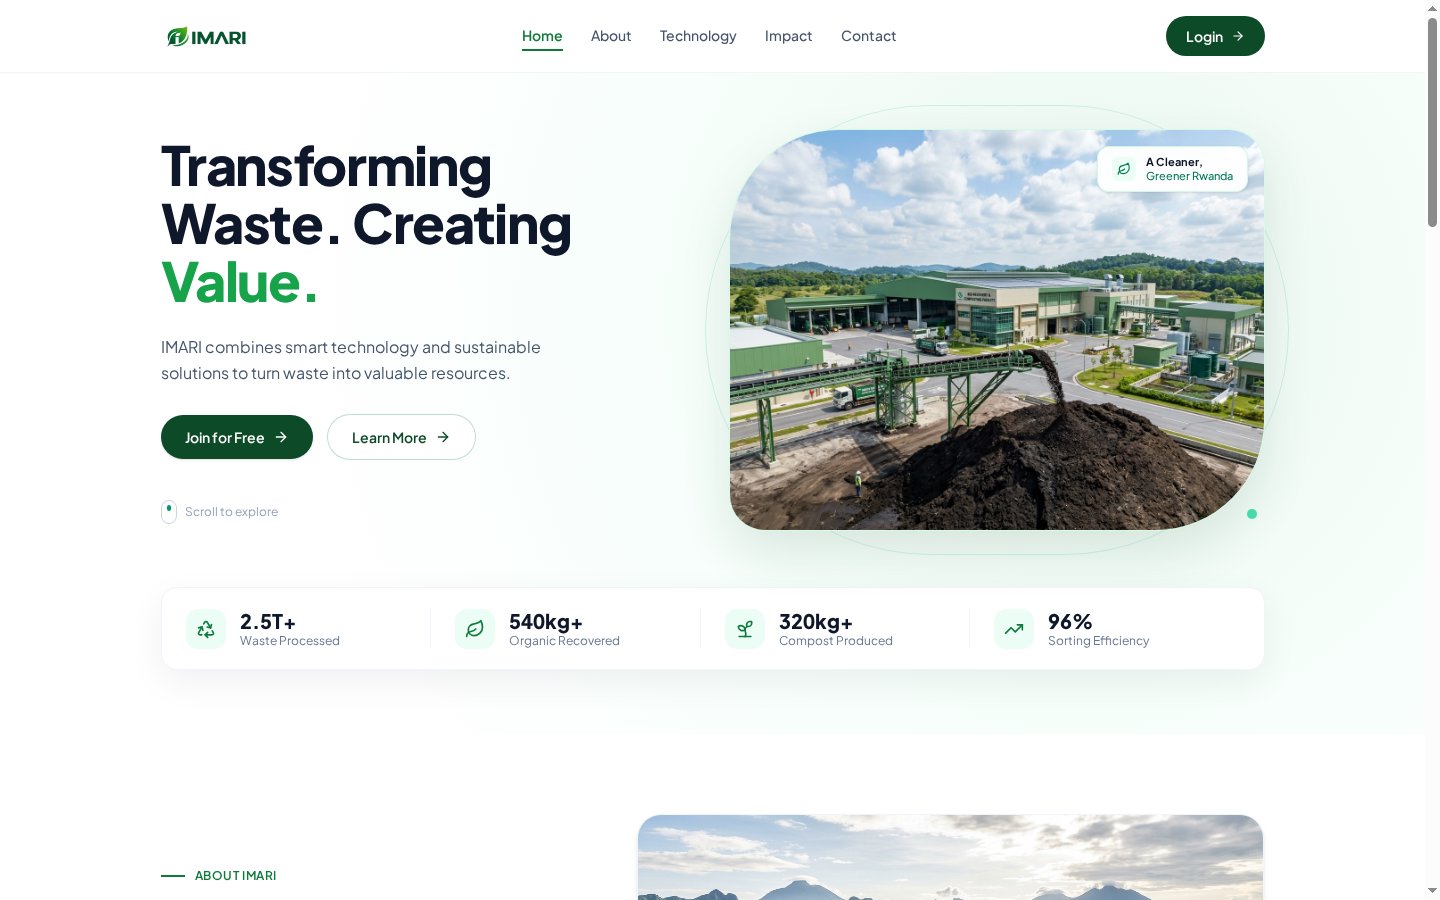 IMARI
Home
About
Technology
Impact
Contact
Login
Transforming
Waste. Creating
Value.
IMARI combines smart technology and sustainable
solutions to turn waste into valuable resources.
Join for Free
Learn More
Scroll to explore
A Cleaner,
Greener Rwanda
2.5T+
Waste Processed
540kg+
Organic Recovered
320kg+
Compost Produced
96%
Sorting Efficiency
ABOUT IMARI